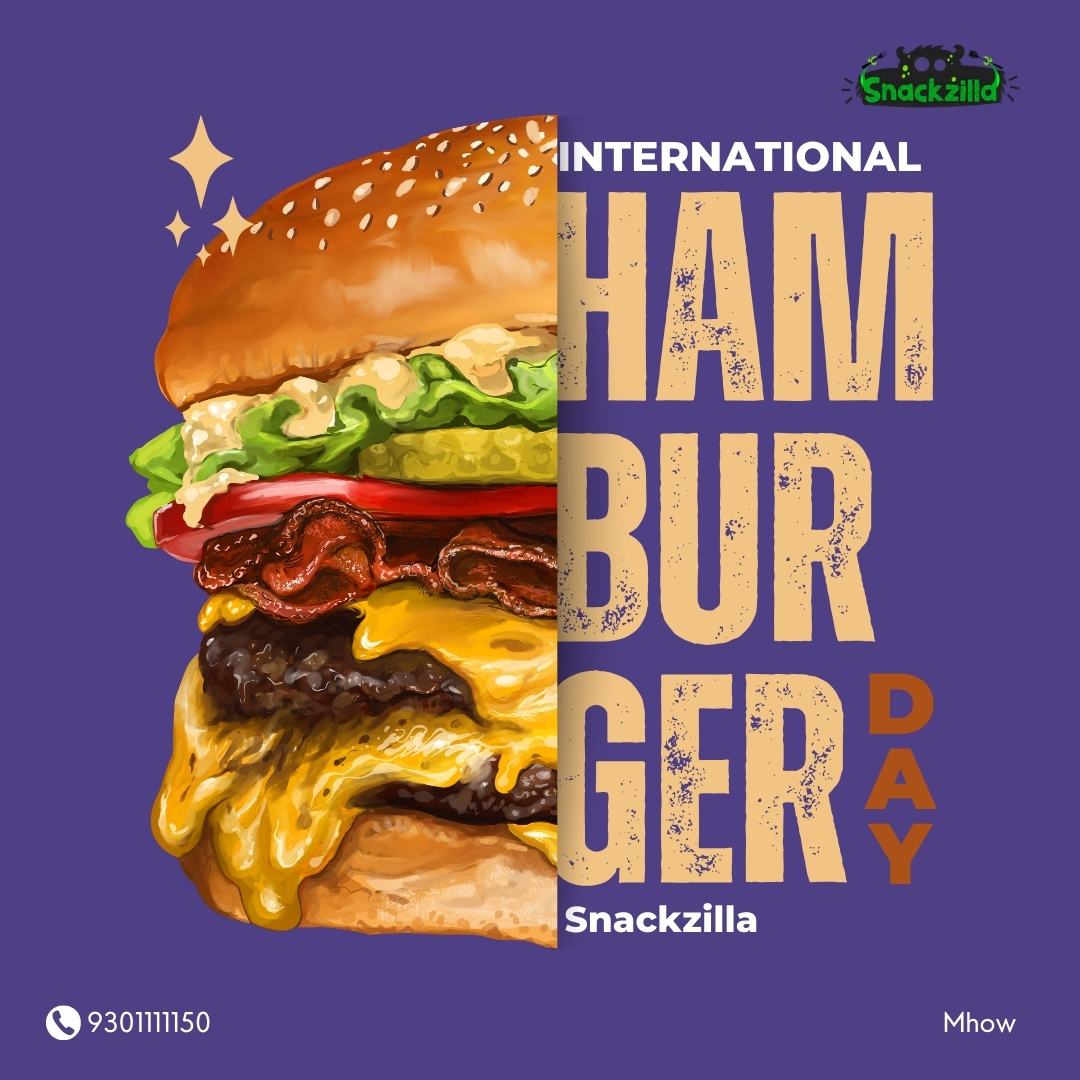 Snackzilla
INTERNATIONAL
HAM
BUR
GER
DAY
Snackzilla
9301111150
Mhow